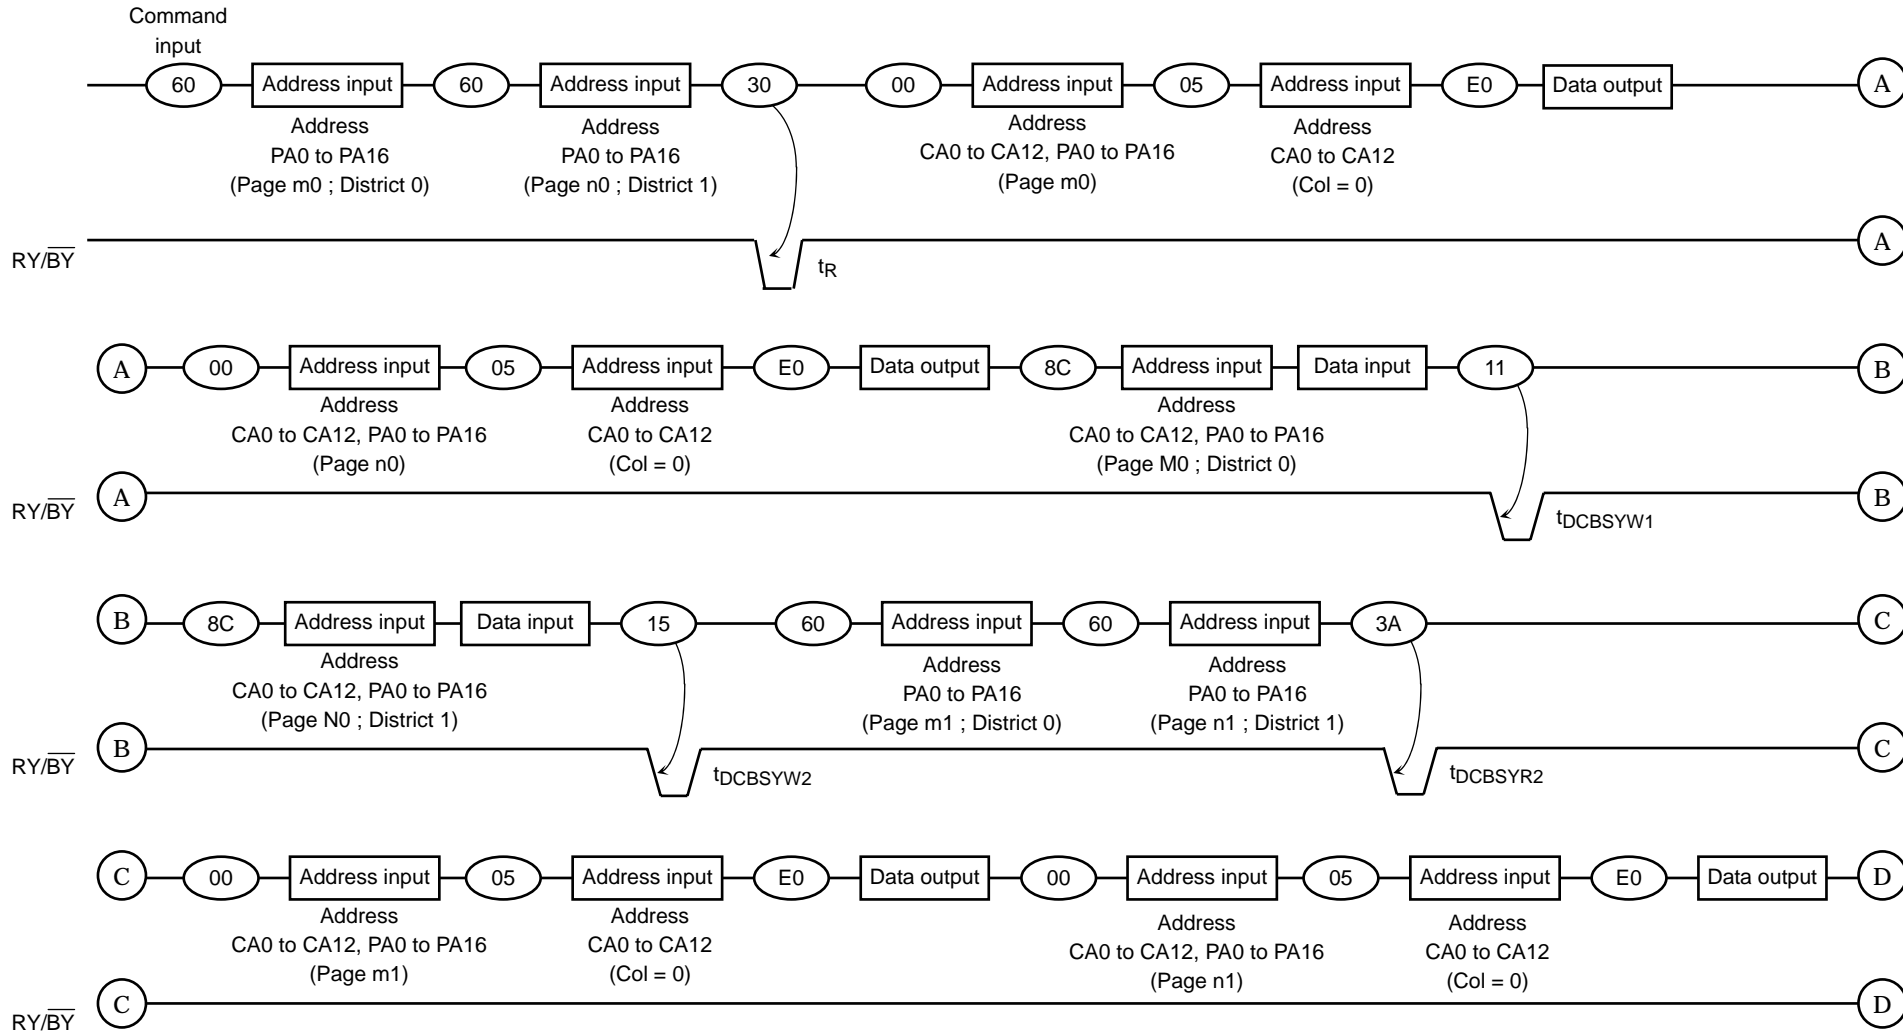 Command
input
60 Address input 60 Address input 30 00 Address input 05 Address input E0 Data output A
Address
PA0 to PA16
(Page m0 ; District 0)
Address
PA0 to PA16
(Page n0 ; District 1)
Address
CA0 to CA12, PA0 to PA16
(Page m0)
Address
CA0 to CA12
(Col = 0)
RY/BY tR A
A 00 Address input 05 Address input E0 Data output 8C Address input Data input 11 B
Address
CA0 to CA12, PA0 to PA16
(Page n0)
Address
CA0 to CA12
(Col = 0)
Address
CA0 to CA12, PA0 to PA16
(Page M0 ; District 0)
RY/BY A tDCBSYW1 B
B 8C Address input Data input 15 60 Address input 60 Address input 3A C
Address
CA0 to CA12, PA0 to PA16
(Page N0 ; District 1)
Address
PA0 to PA16
(Page m1 ; District 0)
Address
PA0 to PA16
(Page n1 ; District 1)
RY/BY B tDCBSYW2 tDCBSYR2 C
C 00 Address input 05 Address input E0 Data output 00 Address input 05 Address input E0 Data output D
Address
CA0 to CA12, PA0 to PA16
(Page m1)
Address
CA0 to CA12
(Col = 0)
Address
CA0 to CA12, PA0 to PA16
(Page n1)
Address
CA0 to CA12
(Col = 0)
RY/BY C D